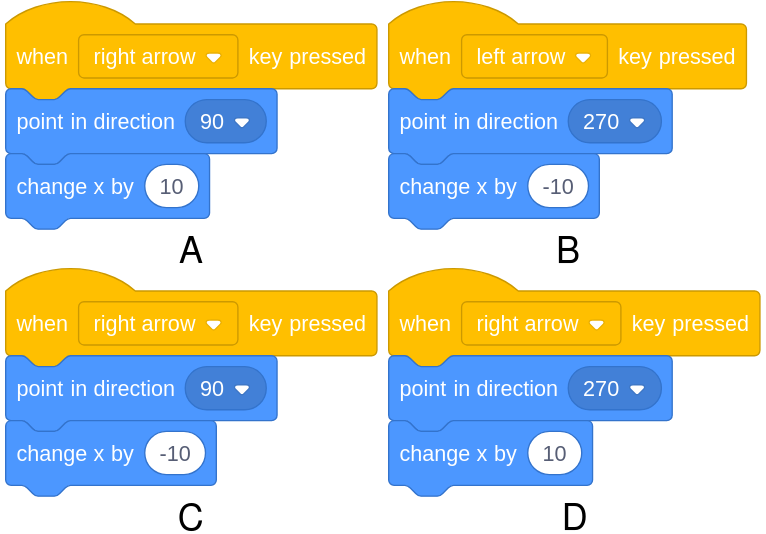 when right arrow key pressed
point in direction 90
change x by 10
A
when left arrow key pressed
point in direction 270
change x by -10
B
when right arrow key pressed
point in direction 90
change x by -10
C
when right arrow key pressed
point in direction 270
change x by 10
D